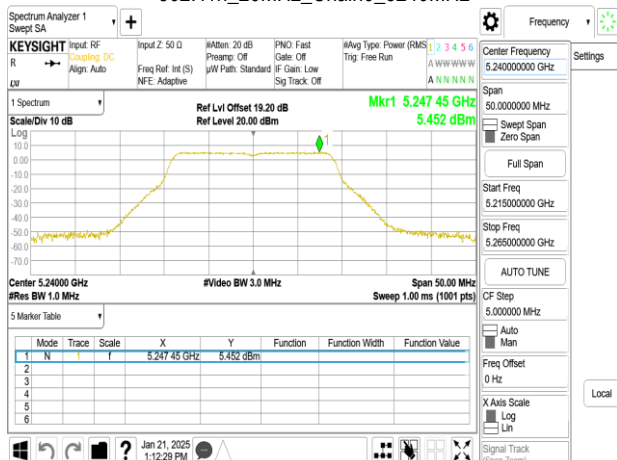 Spectrum Analyzer 1
Swept SA
+
Frequency
KEYSIGHT
R
LXI
Input: RF
Coupling: DC
Align: Auto
Input Z: 50 Ω
Freq Ref: Int (S)
NFE: Adaptive
#Atten: 20 dB
Preamp: Off
µW Path: Standard
PNO: Fast
Gate: Off
IF Gain: Low
Sig Track: Off
#Avg Type: Power (RMS
Trig: Free Run
1 2 3 4 5 6
A W W W W W
A N N N N N
Center Frequency
5.240000000 GHz
Settings
Span
50.0000000 MHz
Swept Span
Zero Span
Full Span
Start Freq
5.215000000 GHz
Stop Freq
5.265000000 GHz
AUTO TUNE
CF Step
5.000000 MHz
Auto
Man
Freq Offset
0 Hz
X Axis Scale
Log
Lin
Local
Signal Track
1 Spectrum
Scale/Div 10 dB
Ref Lvl Offset 19.20 dB
Ref Level 20.00 dBm
Mkr1 5.247 45 GHz
5.452 dBm
Log
10.0
0.00
-10.0
-20.0
-30.0
-40.0
-50.0
-60.0
-70.0
1
Center 5.24000 GHz
#Res BW 1.0 MHz
#Video BW 3.0 MHz
Span 50.00 MHz
Sweep 1.00 ms (1001 pts)
5 Marker Table
Mode Trace Scale X Y Function Function Width Function Value
1 N 1 f 5.247 45 GHz 5.452 dBm
2
3
4
5
6
?
Jan 21, 2025
1:12:29 PM